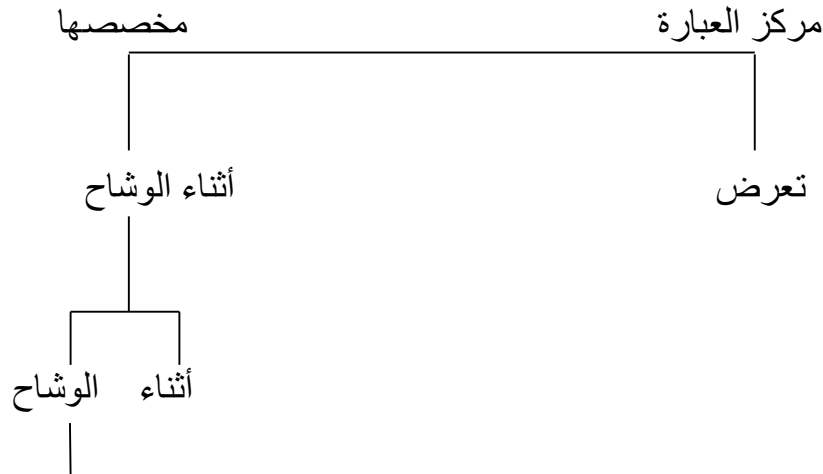 مركز العبارة مخصصها
تعرض أثناء الوشاح
أثناء الوشاح